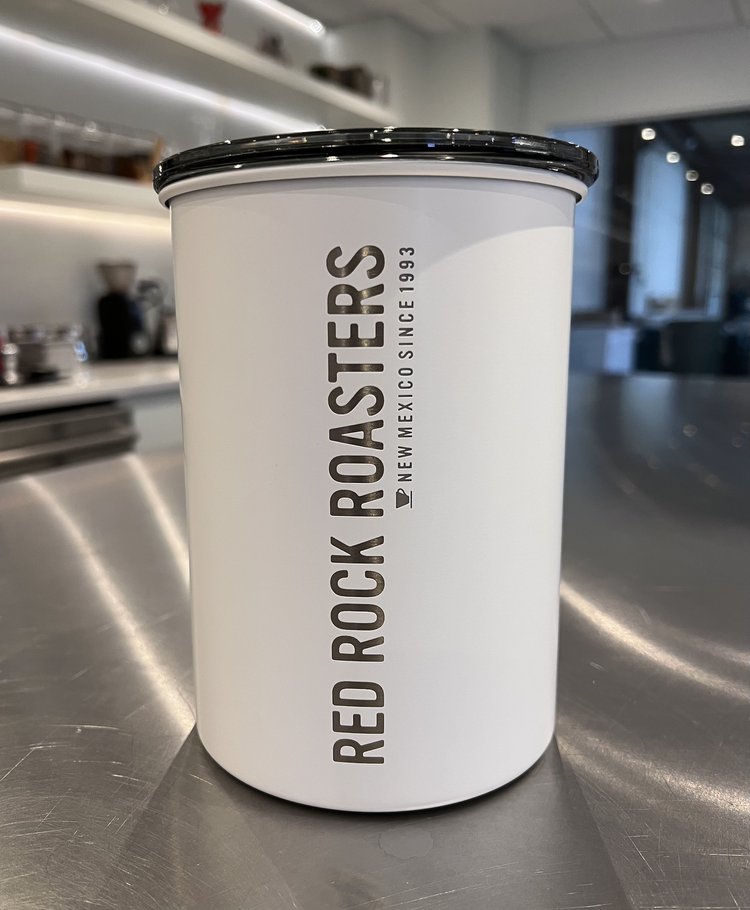 RED ROCK ROASTERS
NEW MEXICO SINCE 1993